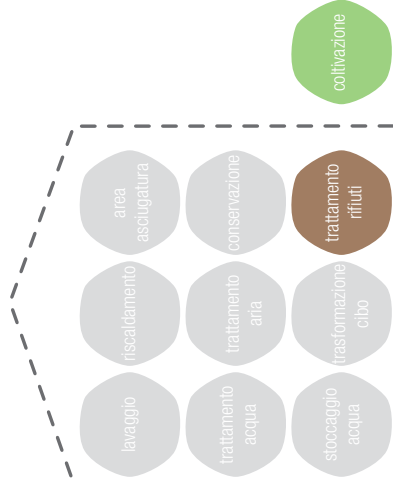 lavaggio
riscaldamento
area
asciugatura
trattamento
acqua
trattamento
aria
conservazione
stoccaggio
acqua
trasformazione
cibo
trattamento
rifiuti
coltivazione